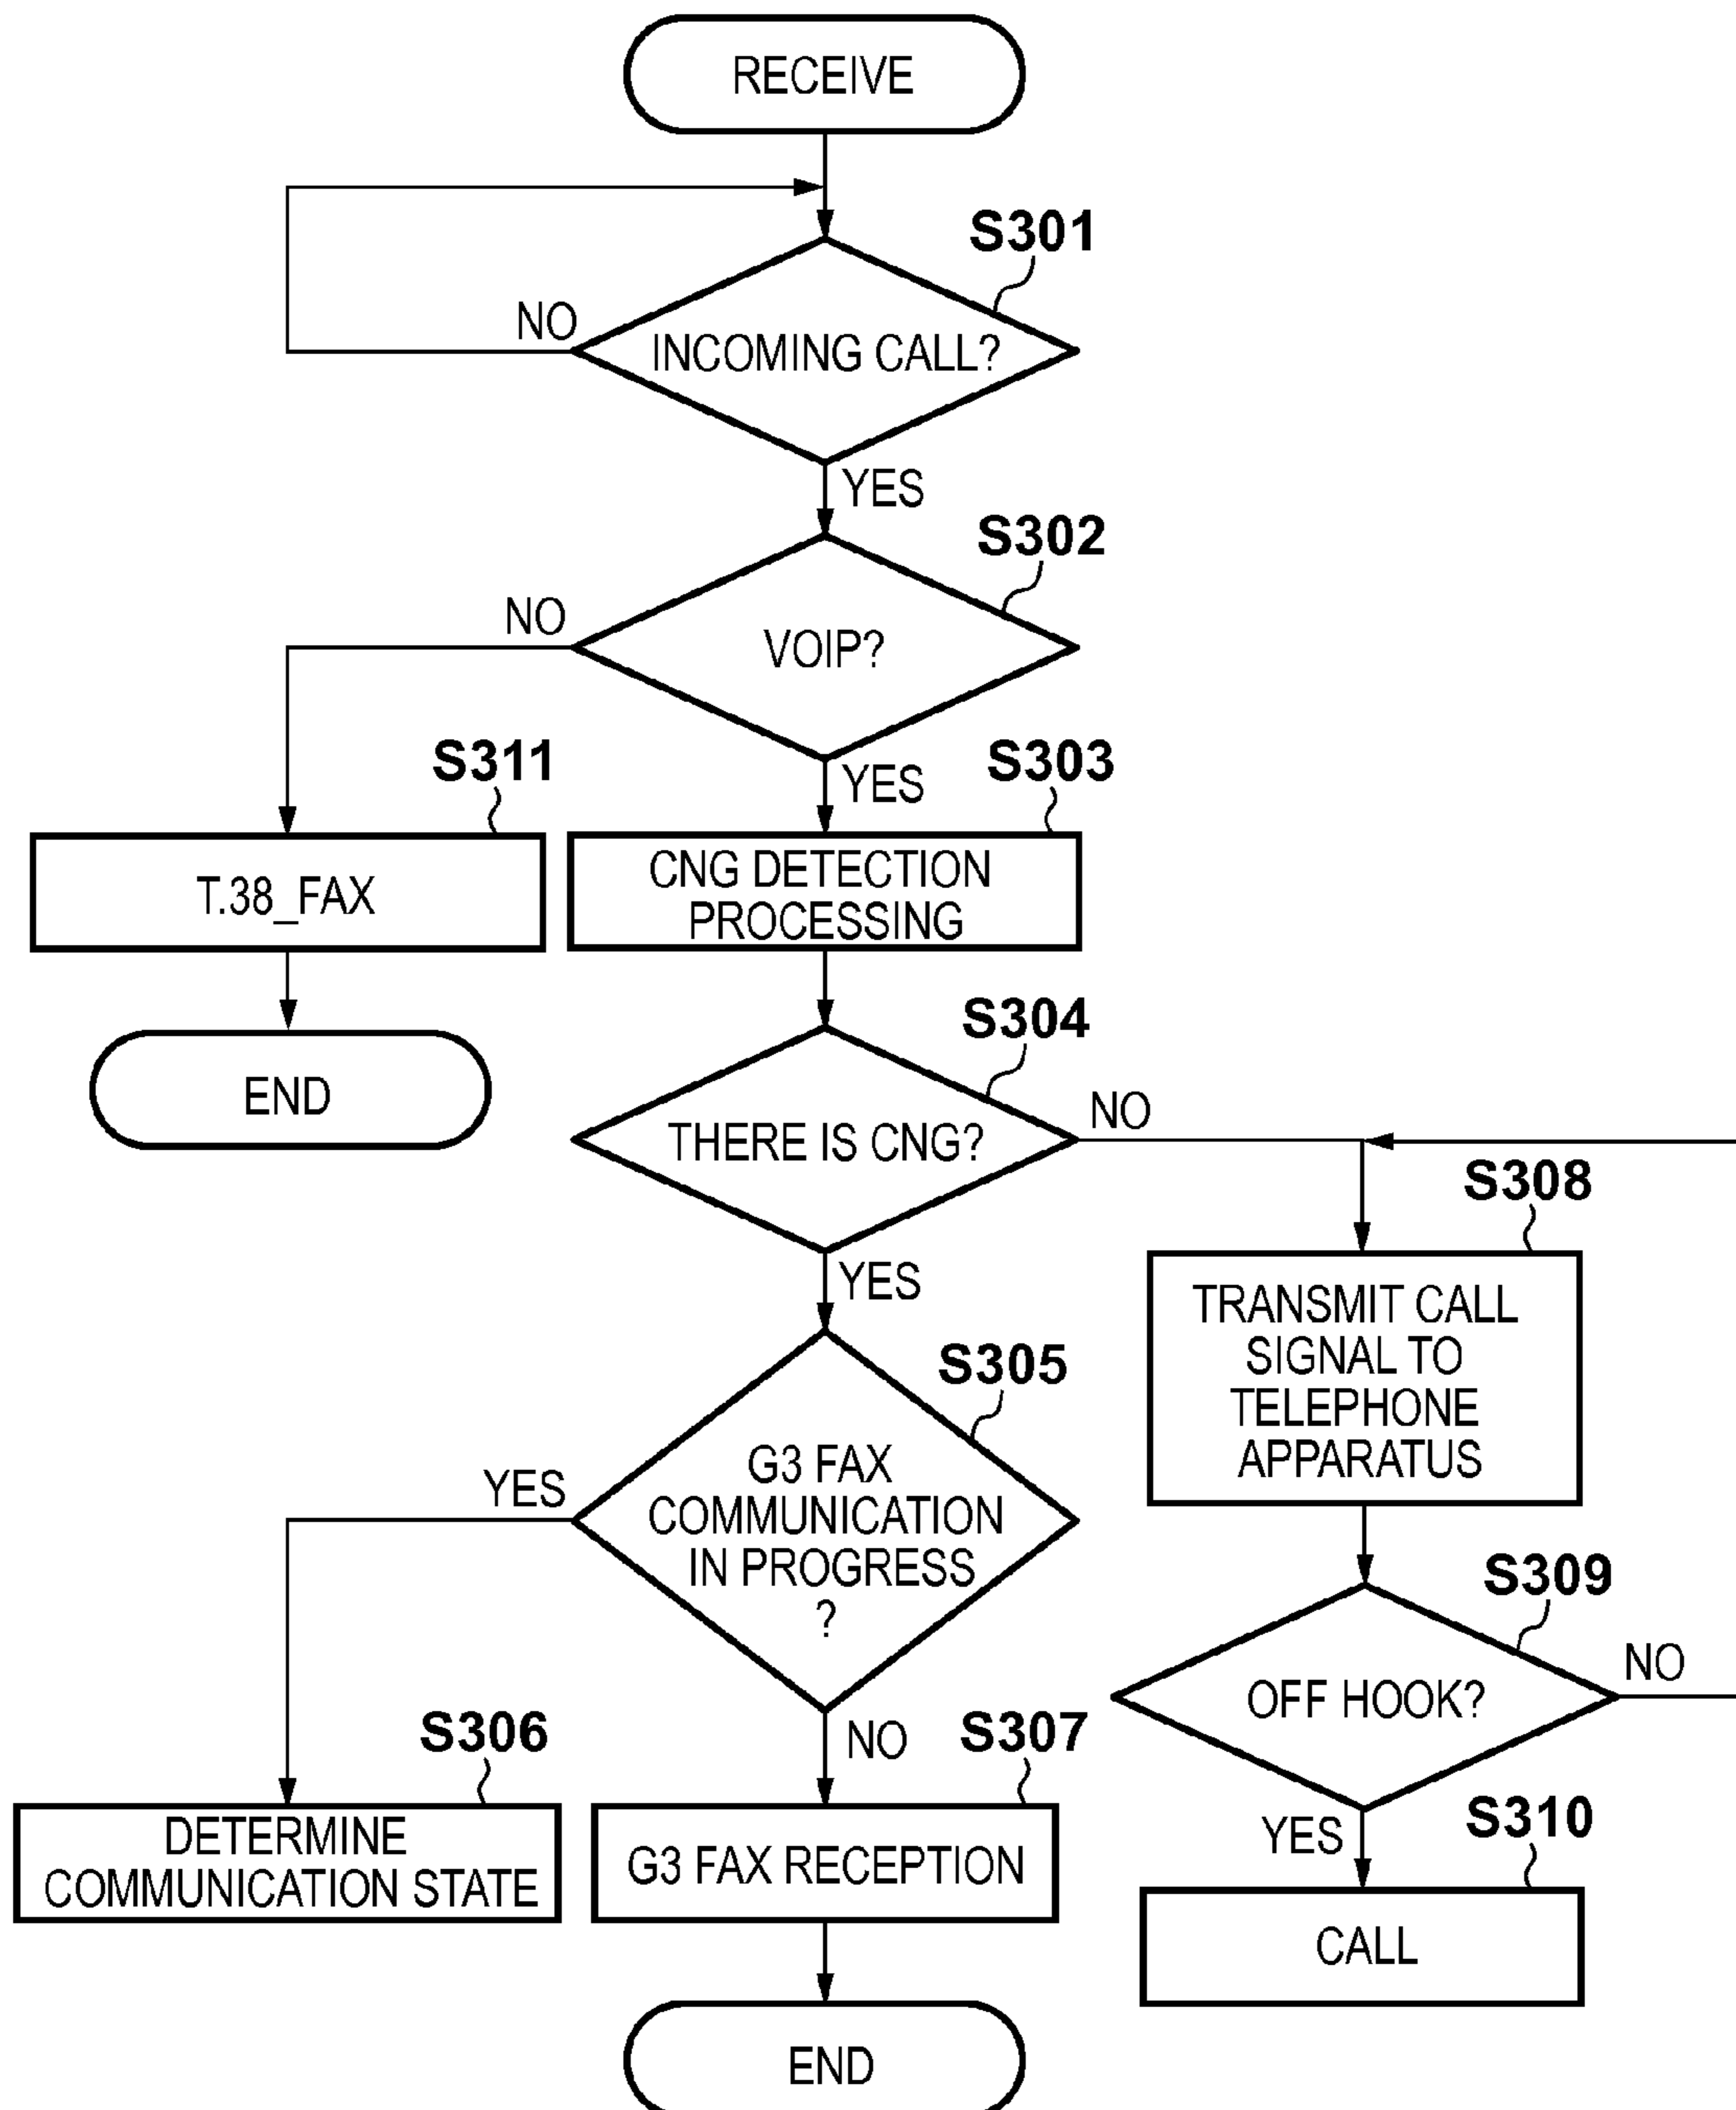 RECEIVE
S301
NO
INCOMING CALL?
YES
S302
NO
VOIP?
YES
S311
S303
T.38_FAX
CNG DETECTION
PROCESSING
END
S304
THERE IS CNG?
NO
YES
S308
TRANSMIT CALL
SIGNAL TO
TELEPHONE
APPARATUS
S305
YES
G3 FAX
COMMUNICATION
IN PROGRESS
?
NO
S309
OFF HOOK?
NO
YES
S306
DETERMINE
COMMUNICATION STATE
S307
G3 FAX RECEPTION
S310
CALL
END